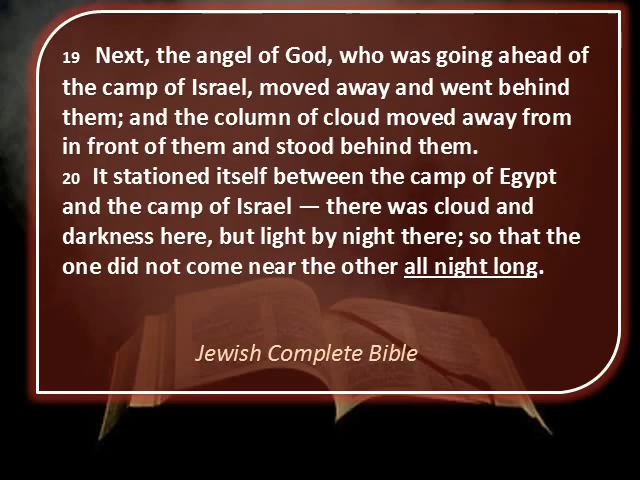 19 Next, the angel of God, who was going ahead of
the camp of Israel, moved away and went behind
them; and the column of cloud moved away from
in front of them and stood behind them.
20 It stationed itself between the camp of Egypt
and the camp of Israel — there was cloud and
darkness here, but light by night there; so that the
one did not come near the other all night long.
Jewish Complete Bible